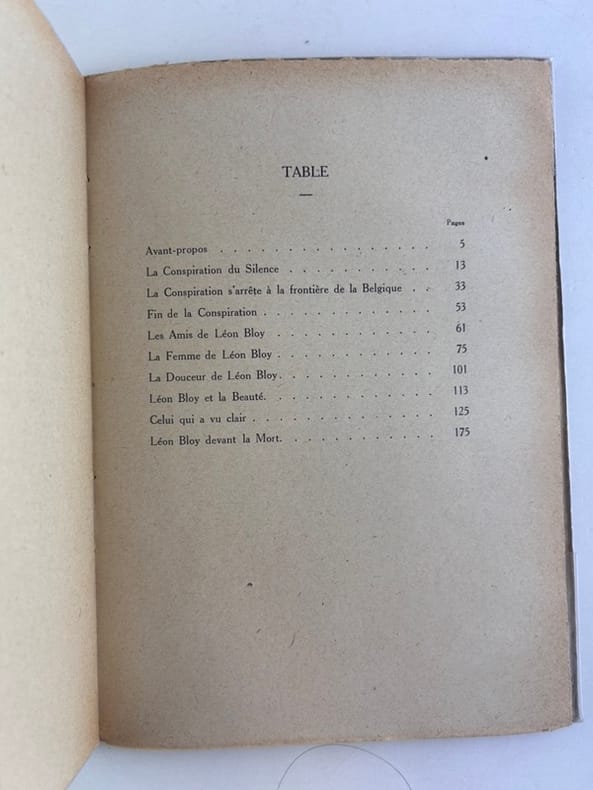 TABLE
Pages
Avant-propos . . . . . . . . . . . . . . . . 5
La Conspiration du Silence . . . . . . . . . . . 13
La Conspiration s'arrête à la frontière de la Belgique . . 33
Fin de la Conspiration . . . . . . . . . . . . . 53
Les Amis de Léon Bloy . . . . . . . . . . . . 61
La Femme de Léon Bloy . . . . . . . . . . . . 75
La Douceur de Léon Bloy. . . . . . . . . . . . 101
Léon Bloy et la Beauté. . . . . . . . . . . . . 113
Celui qui a vu clair . . . . . . . . . . . . . . 125
Léon Bloy devant la Mort. . . . . . . . . . . . 175